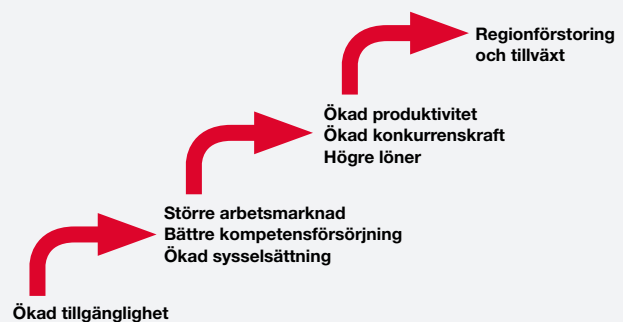 Regionförstoring
och tillväxt
Ökad produktivitet
Ökad konkurrenskraft
Högre löner
Större arbetsmarknad
Bättre kompetensförsörjning
Ökad sysselsättning
Ökad tillgänglighet